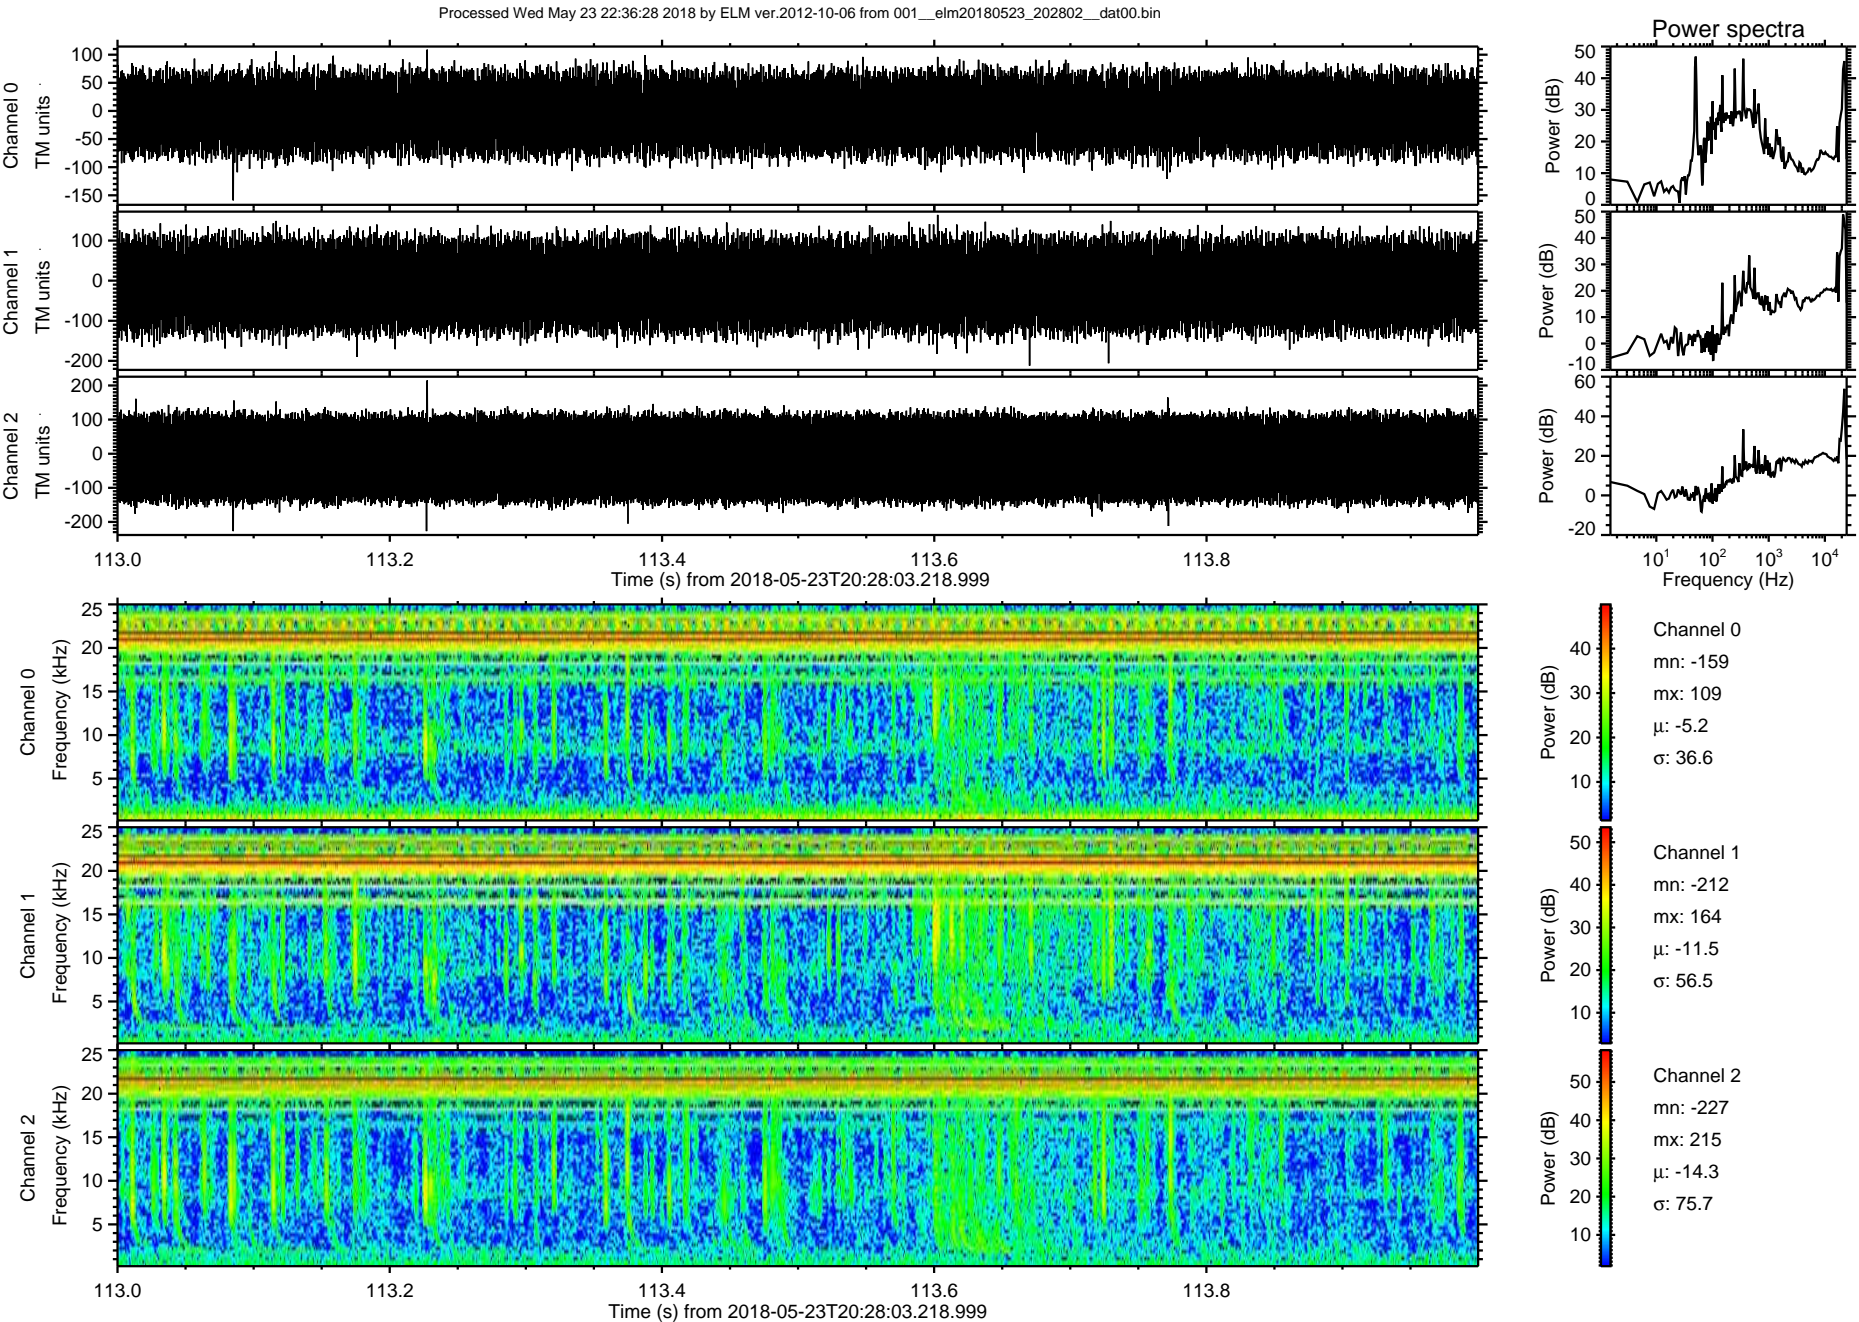 Processed Wed May 23 22:36:28 2018 by ELM ver.2012-10-06 from 001__elm20180523_202802__dat00.bin
Power spectra
Channel 0
TM units
100
50
0
-50
-100
-150
Power (dB)
50
40
30
20
10
0
Channel 1
TM units
100
0
-100
-200
Power (dB)
50
40
30
20
10
0
-10
Channel 2
TM units
200
100
0
-100
-200
Power (dB)
60
40
20
0
-20
113.0 113.2 113.4 113.6 113.8
Time (s) from 2018-05-23T20:28:03.218.999
10^1 10^2 10^3 10^4
Frequency (Hz)
Channel 0
Frequency (kHz)
25
20
15
10
5
Power (dB)
40
30
20
10
Channel 0
mn: -159
mx: 109
μ: -5.2
σ: 36.6
Channel 1
Frequency (kHz)
25
20
15
10
5
Power (dB)
50
40
30
20
10
Channel 1
mn: -212
mx: 164
μ: -11.5
σ: 56.5
Channel 2
Frequency (kHz)
25
20
15
10
5
Power (dB)
50
40
30
20
10
Channel 2
mn: -227
mx: 215
μ: -14.3
σ: 75.7
113.0 113.2 113.4 113.6 113.8
Time (s) from 2018-05-23T20:28:03.218.999